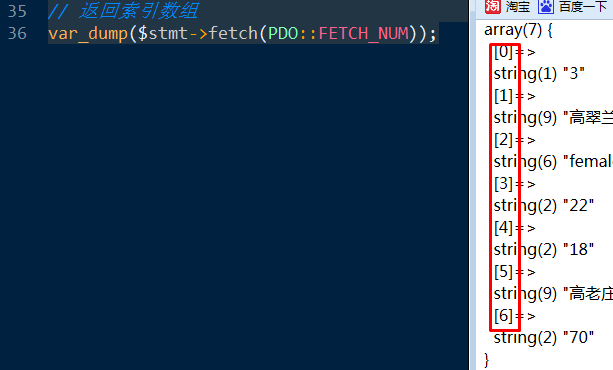 35 // 返回索引数组
36 var_dump($stmt->fetch(PDO::FETCH_NUM));
淘 淘宝 百度一下
array(7) {
[0]=>
string(1) "3"
[1]=>
string(9) "高翠兰
[2]=>
string(6) "femal
[3]=>
string(2) "22"
[4]=>
string(2) "18"
[5]=>
string(9) "高老庄
[6]=>
string(2) "70"
}